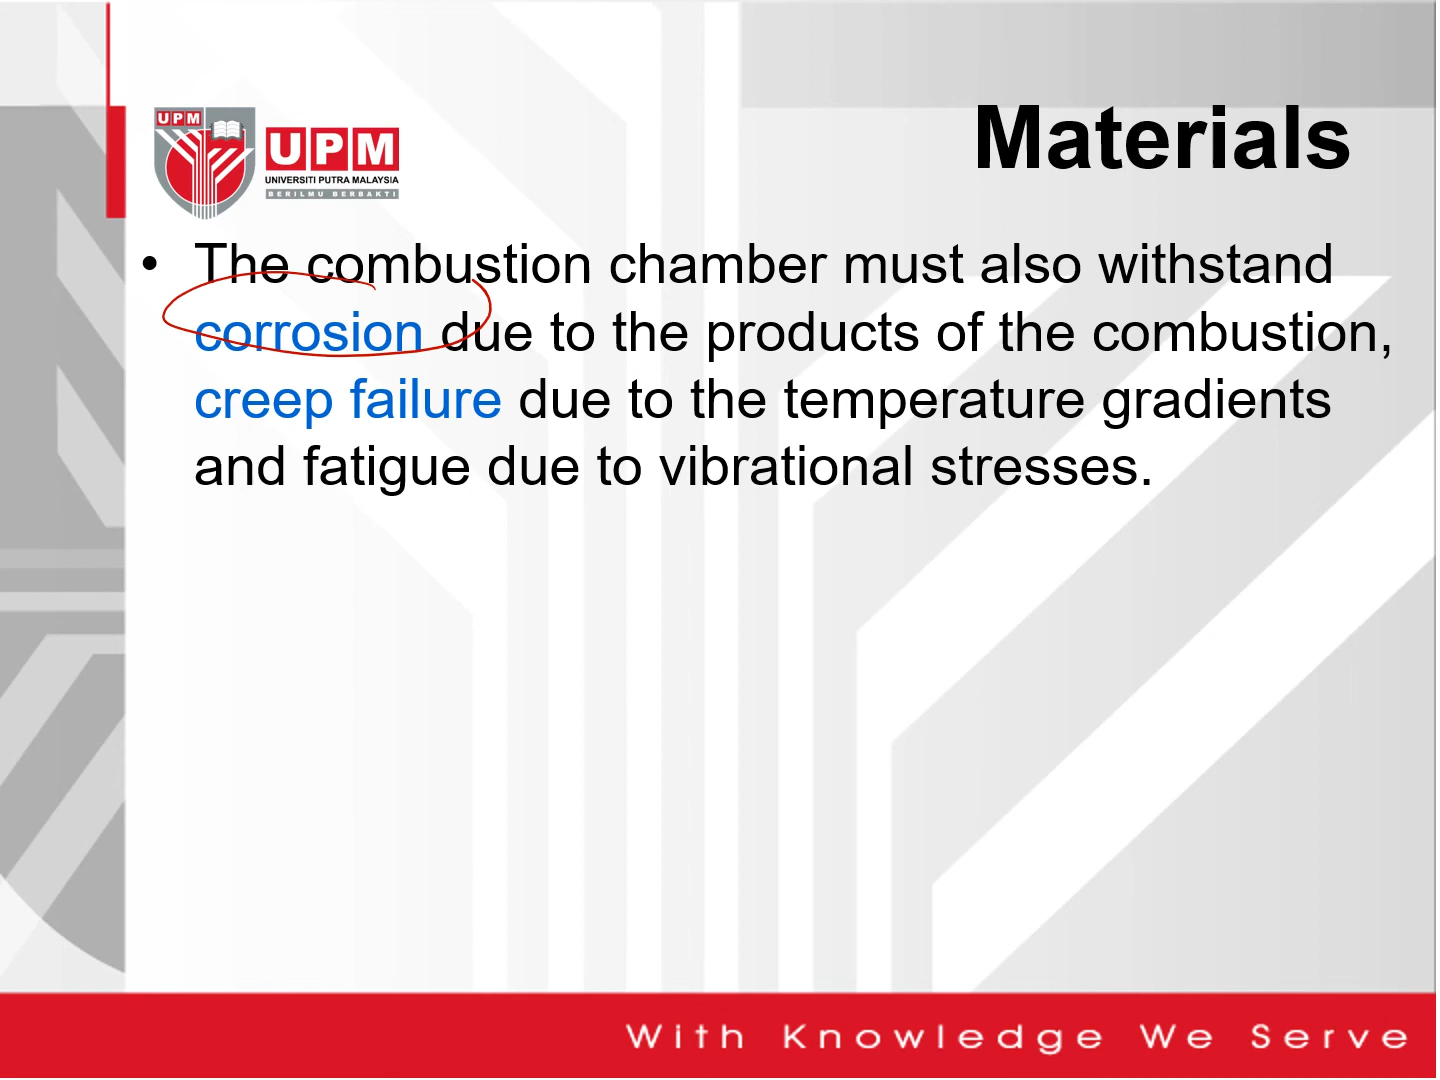 Materials
UPM
UPM
UNIVERSITI PUTRA MALAYSIA
BERILMU BERBAKTI
• The combustion chamber must also withstand
corrosion due to the products of the combustion,
creep failure due to the temperature gradients
and fatigue due to vibrational stresses.
With Knowledge We Serve